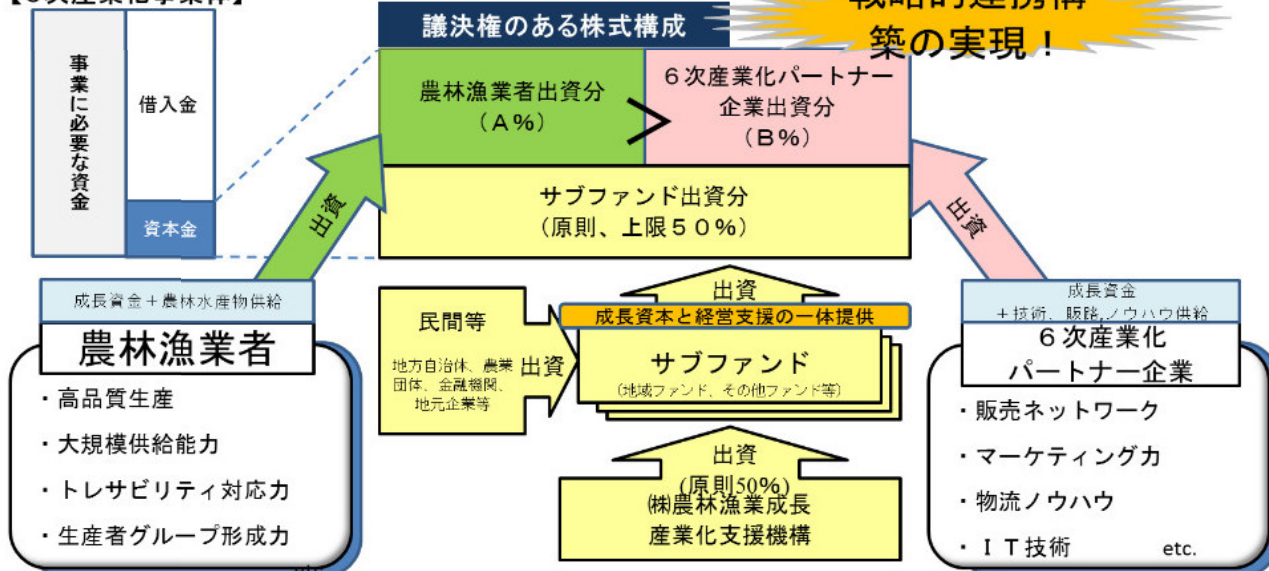 【６次産業化事業体】
戦略的連携構
築の実現！
議決権のある株式構成
事業に必要な資金
借入金
資本金
農林漁業者出資分
（Ａ％）
＞
６次産業化パートナー
企業出資分
（Ｂ％）
サブファンド出資分
（原則、上限５０％）
出資
出資
成長資金＋農林水産物供給
農林漁業者
・高品質生産
・大規模供給能力
・トレサビリティ対応力
・生産者グループ形成力
民間等
地方自治体、農業
団体、金融機関、
地元企業等
出資
出資
成長資本と経営支援の一体提供
サブファンド
（地域ファンド、その他ファンド等）
出資
(原則50%)
㈱農林漁業成長
産業化支援機構
成長資金
＋技術、販路,ノウハウ供給
６次産業化
パートナー企業
・販売ネットワーク
・マーケティング力
・物流ノウハウ
・ＩＴ技術　　etc.